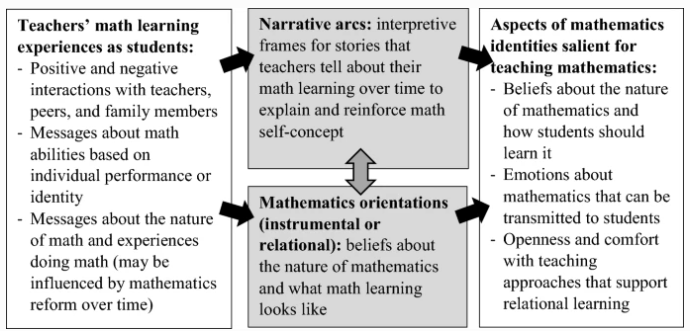 Teachers’ math learning
experiences as students:
- Positive and negative
interactions with teachers,
peers, and family members
- Messages about math
abilities based on
individual performance or
identity
- Messages about the nature
of math and experiences
doing math (may be
influenced by mathematics
reform over time)
Narrative arcs: interpretive
frames for stories that
teachers tell about their
math learning over time to
explain and reinforce math
self-concept
Mathematics orientations
(instrumental or
relational): beliefs about
the nature of mathematics
and what math learning
looks like
Aspects of mathematics
identities salient for
teaching mathematics:
- Beliefs about the nature
of mathematics and
how students should
learn it
- Emotions about
mathematics that can be
transmitted to students
- Openness and comfort
with teaching
approaches that support
relational learning